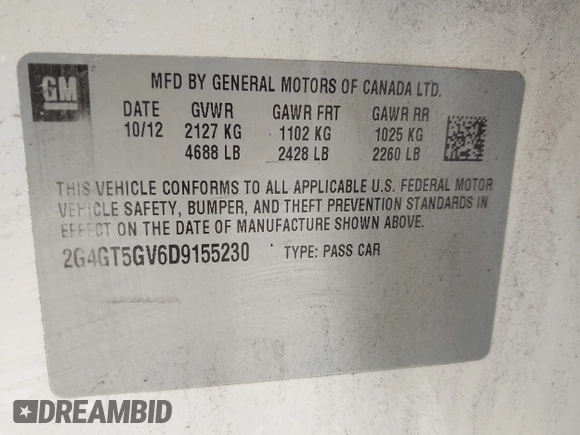 GM
MFD BY GENERAL MOTORS OF CANADA LTD.
DATE GVWR GAWR FRT GAWR RR
10/12 2127 KG 1102 KG 1025 KG
4688 LB 2428 LB 2260 LB
THIS VEHICLE CONFORMS TO ALL APPLICABLE U.S. FEDERAL MOTOR
VEHICLE SAFETY, BUMPER, AND THEFT PREVENTION STANDARDS IN
EFFECT ON THE DATE OF MANUFACTURE SHOWN ABOVE.
2G4GT5GV6D9155230 TYPE: PASS CAR
DREAMBID